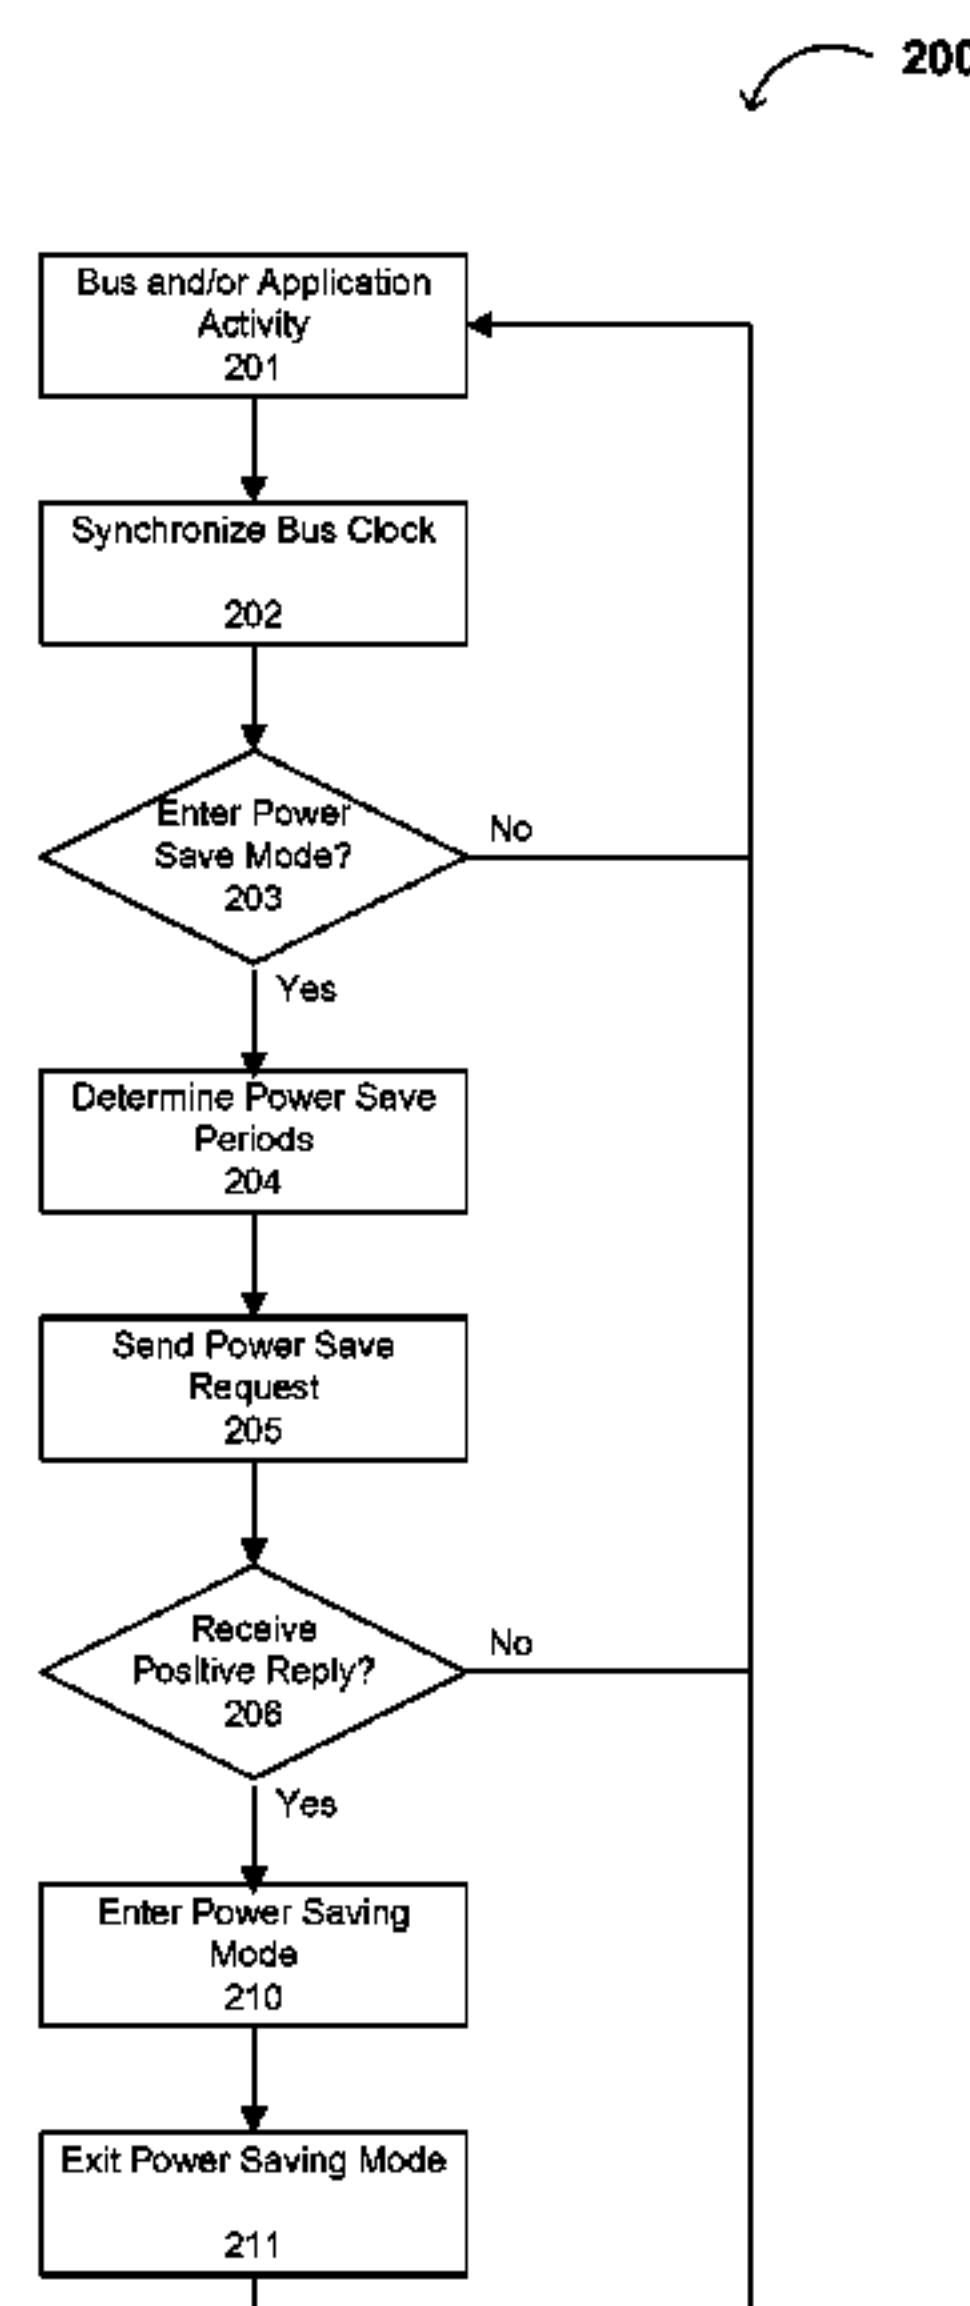 200
Bus and/or Application
Activity
201
Synchronize Bus Clock
202
Enter Power
Save Mode?
203
No
Yes
Determine Power Save
Periods
204
Send Power Save
Request
205
Receive
Positive Reply?
206
No
Yes
Enter Power Saving
Mode
210
Exit Power Saving Mode
211